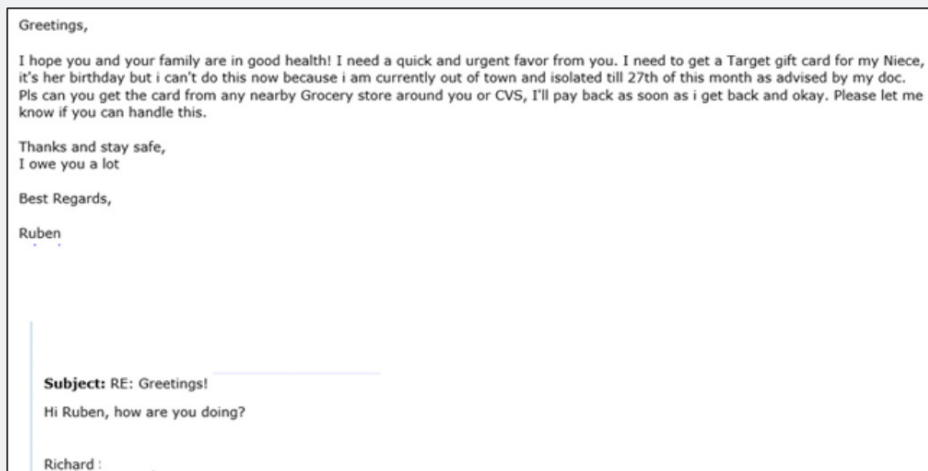 Greetings,
I hope you and your family are in good health! I need a quick and urgent favor from you. I need to get a Target gift card for my Niece,
it's her birthday but i can't do this now because i am currently out of town and isolated till 27th of this month as advised by my doc.
Pls can you get the card from any nearby Grocery store around you or CVS, I'll pay back as soon as i get back and okay. Please let me
know if you can handle this.
Thanks and stay safe,
I owe you a lot
Best Regards,
Ruben
Subject: RE: Greetings!
Hi Ruben, how are you doing?
Richard :